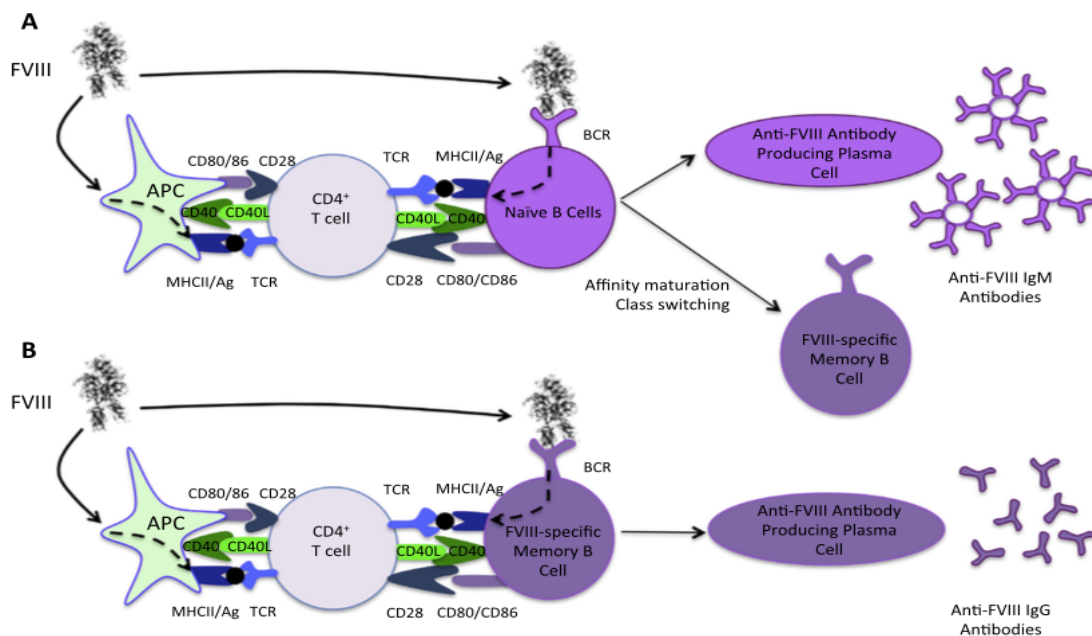 A
FVIII
CD80/86 CD28
TCR
MHCII/Ag
BCR
APC
CD4+
T cell
CD40
CD40L
CD40L
CD40
Naïve B Cells
MHCII/Ag
TCR
CD28
CD80/CD86
Anti-FVIII Antibody
Producing Plasma
Cell
Affinity maturation
Class switching
Anti-FVIII IgM
Antibodies
FVIII-specific
Memory B
Cell
B
FVIII
CD80/86 CD28
TCR
MHCII/Ag
BCR
APC
CD4+
T cell
CD40
CD40L
CD40L
CD40
FVIII-specific
Memory B
Cell
MHCII/Ag
TCR
CD28
CD80/CD86
Anti-FVIII Antibody
Producing Plasma
Cell
Anti-FVIII IgG
Antibodies